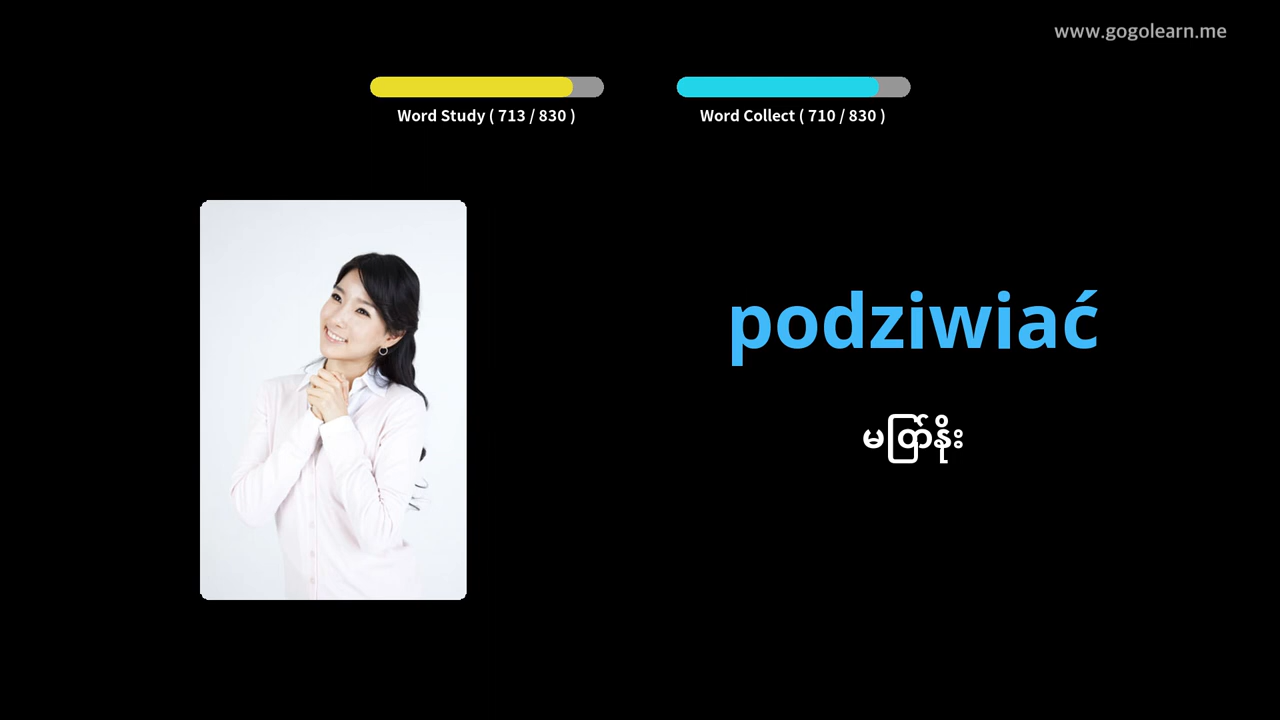 www.gogolearn.me
Word Study ( 713 / 830 )
Word Collect ( 710 / 830 )
podziwiać
မတြ်နိုး